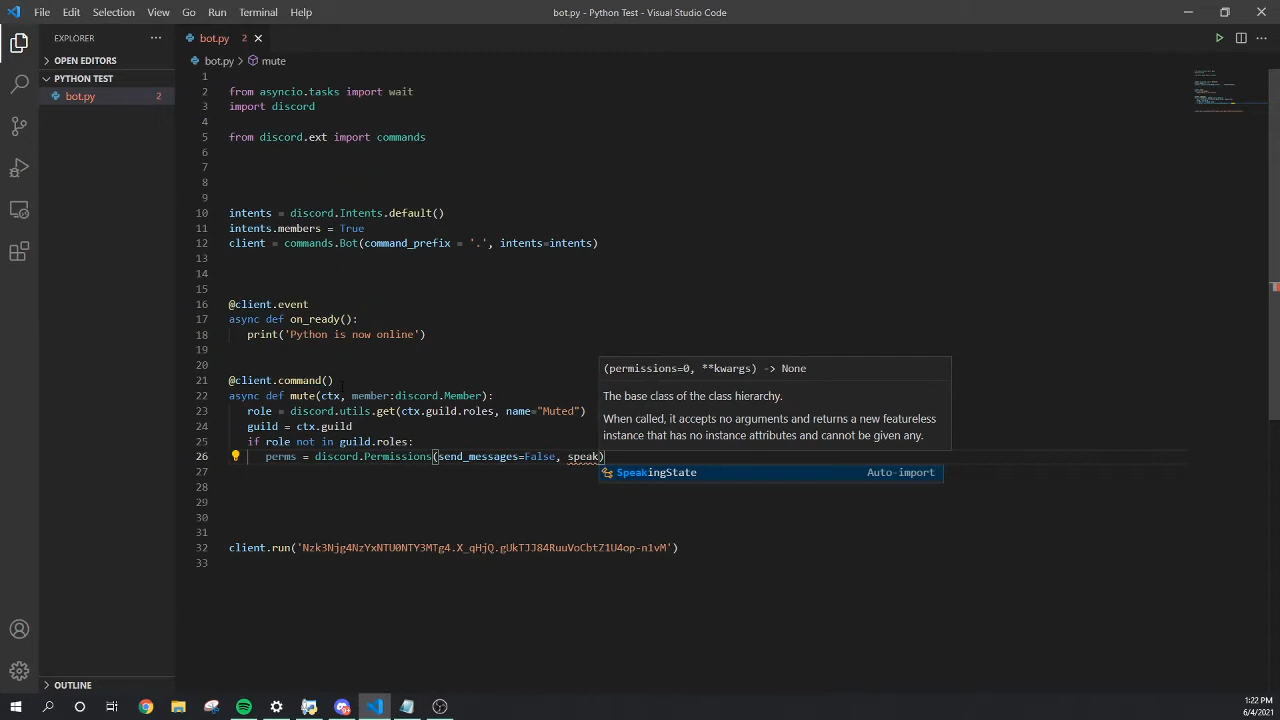 File Edit Selection View Go Run Terminal Help
bot.py - Python Test - Visual Studio Code
EXPLORER
OPEN EDITORS
PYTHON TEST
bot.py 2
OUTLINE
bot.py 2
bot.py > mute
1
2 from asyncio.tasks import wait
3 import discord
4
5 from discord.ext import commands
6
7
8
9
10 intents = discord.Intents.default()
11 intents.members = True
12 client = commands.Bot(command_prefix = '.', intents=intents)
13
14
15
16 @client.event
17 async def on_ready():
18 print('Python is now online')
19
20
21 @client.command()
22 async def mute(ctx, member:discord.Member):
23 role = discord.utils.get(ctx.guild.roles, name="Muted")
24 guild = ctx.guild
25 if role not in guild.roles:
26 perms = discord.Permissions(send_messages=False, speak)
27
28
29
30
31
32 client.run('Nzk3Njg4NzYxNTU0NTY3MTg4.X_qHjQ.gUkTJJ84RuuVoCbtZ1U4op-n1vM')
33
(permissions=0, **kwargs) -> None
The base class of the class hierarchy.
When called, it accepts no arguments and returns a new featureless
instance that has no instance attributes and cannot be given any.
SpeakingState Auto-import
1:22 PM
6/4/2021